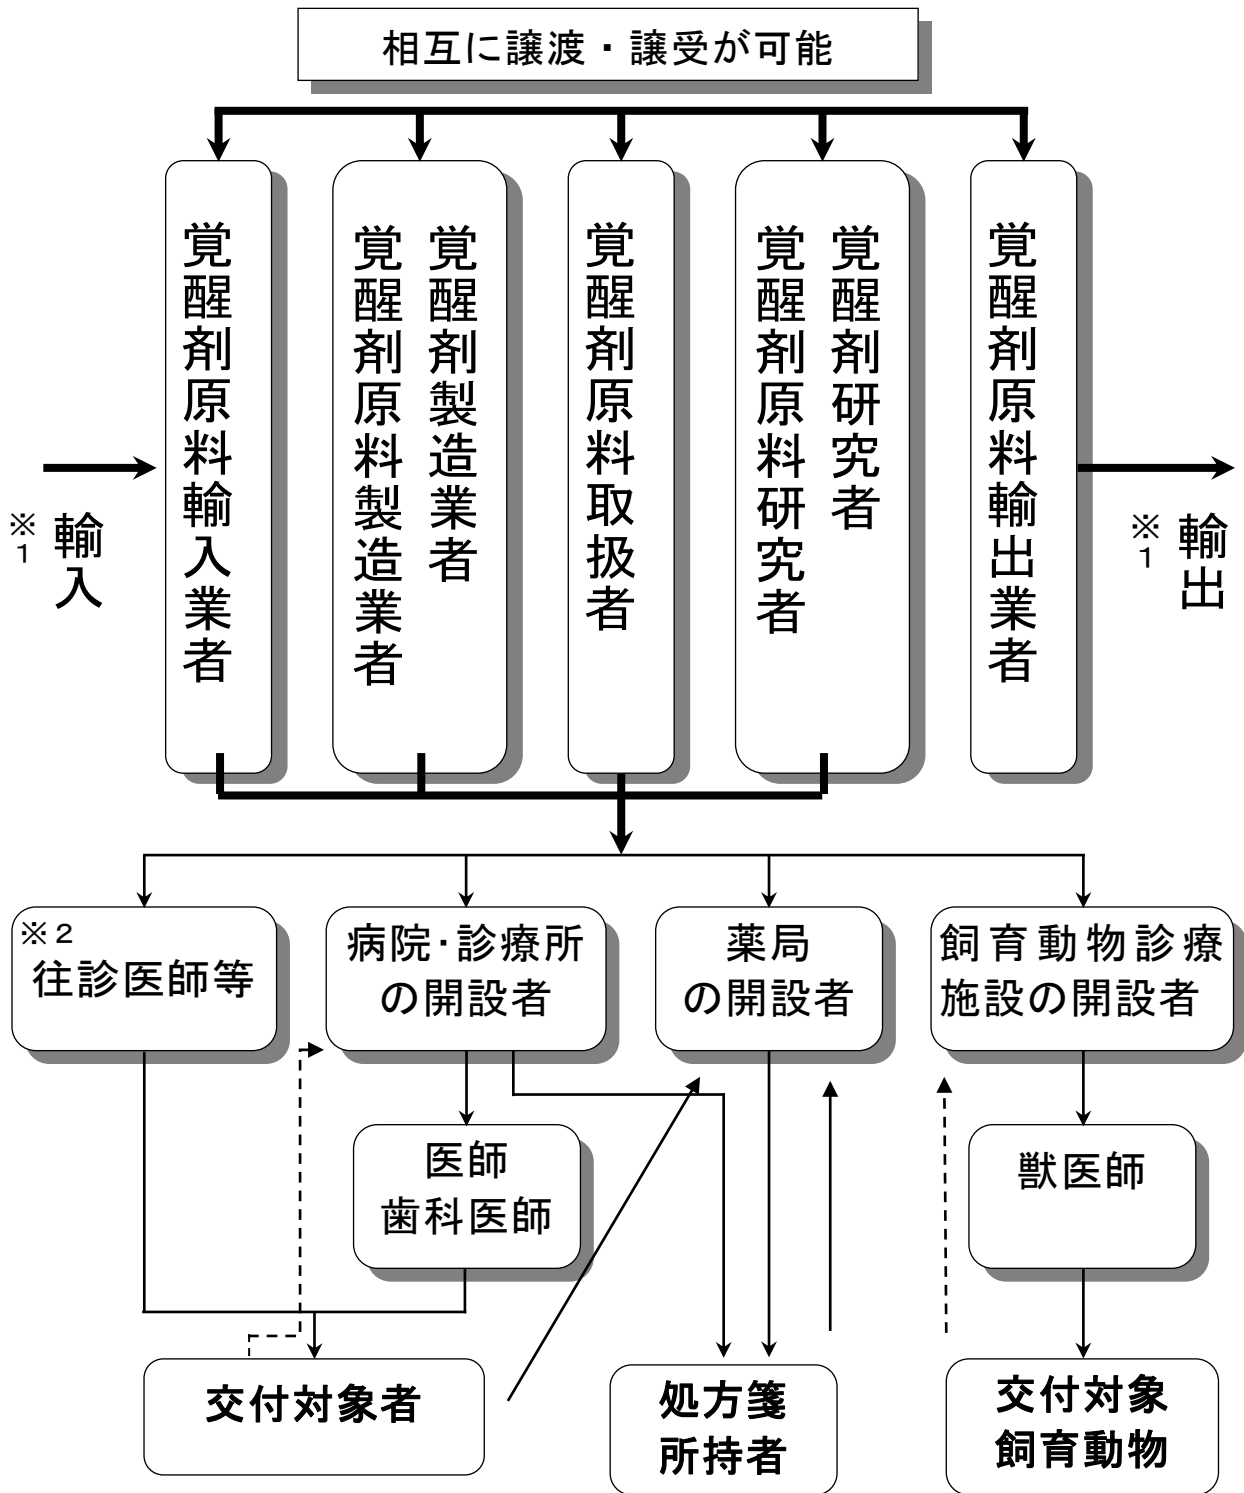 相互に譲渡・譲受が可能
覚醒剤原料輸入業者
覚醒剤製造業者
覚醒剤原料製造業者
覚醒剤原料取扱者
覚醒剤研究者
覚醒剤原料研究者
覚醒剤原料輸出業者
輸入
※1
輸出
※1
※2
往診医師等
病院・診療所
の開設者
薬局
の開設者
飼育動物診療
施設の開設者
医師
歯科医師
獣医師
交付対象者
処方箋
所持者
交付対象
飼育動物